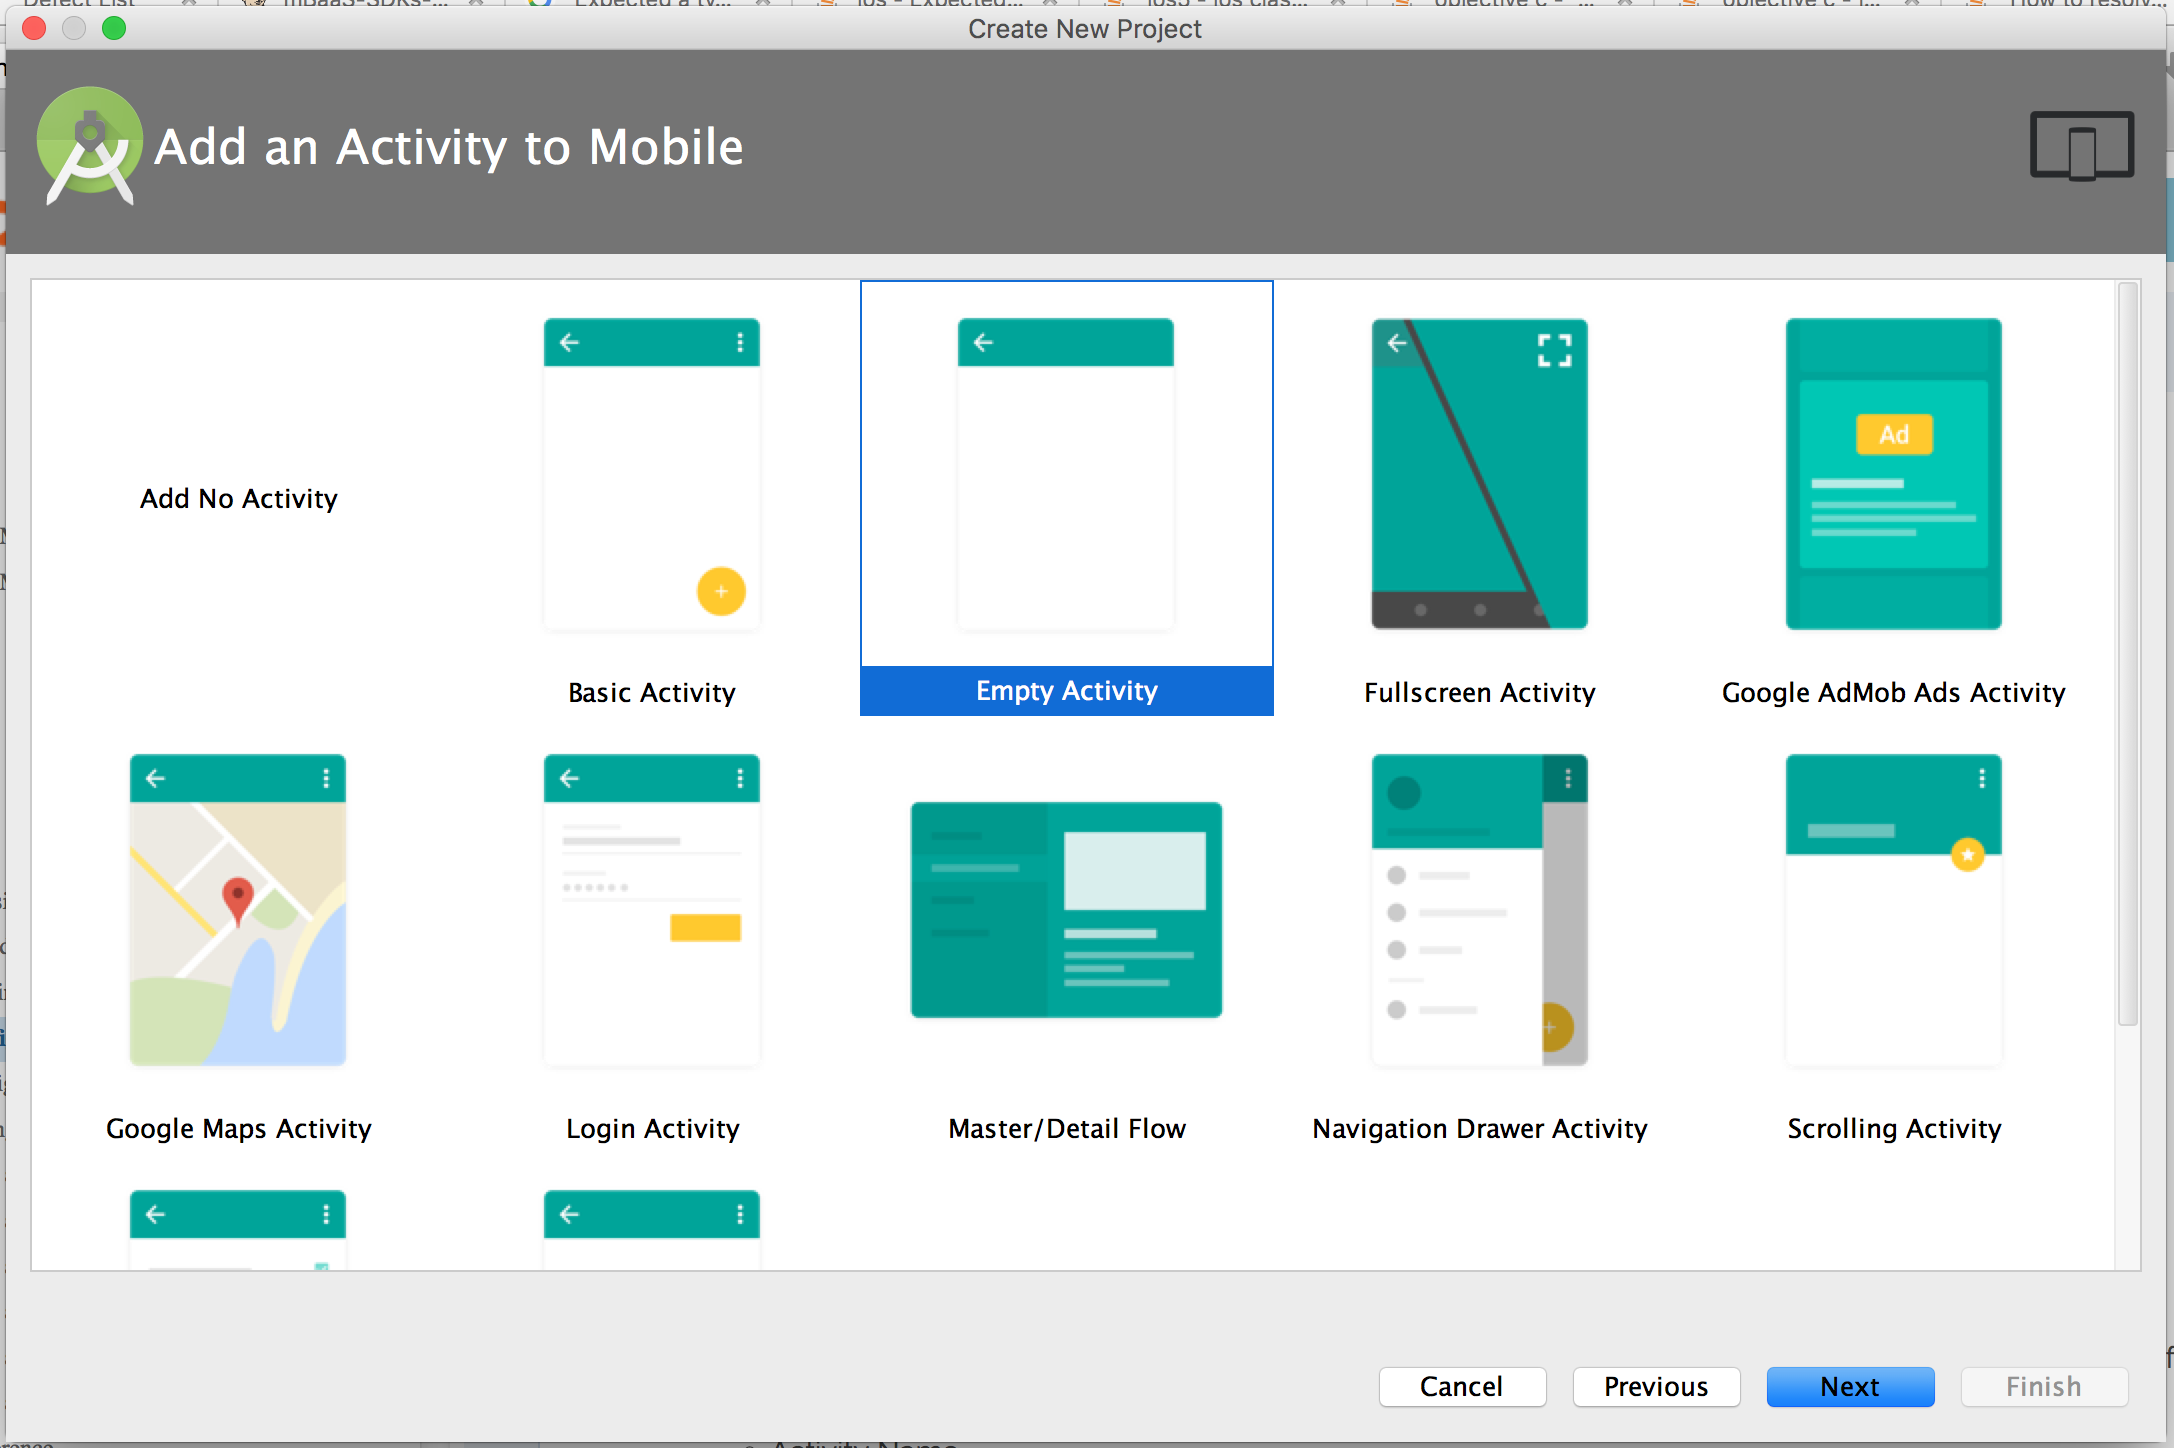 Create New Project
Add an Activity to Mobile
Add No Activity
Basic Activity
Empty Activity
Fullscreen Activity
Ad
Google AdMob Ads Activity
Google Maps Activity
Login Activity
Master/Detail Flow
Navigation Drawer Activity
Scrolling Activity
Cancel
Previous
Next
Finish